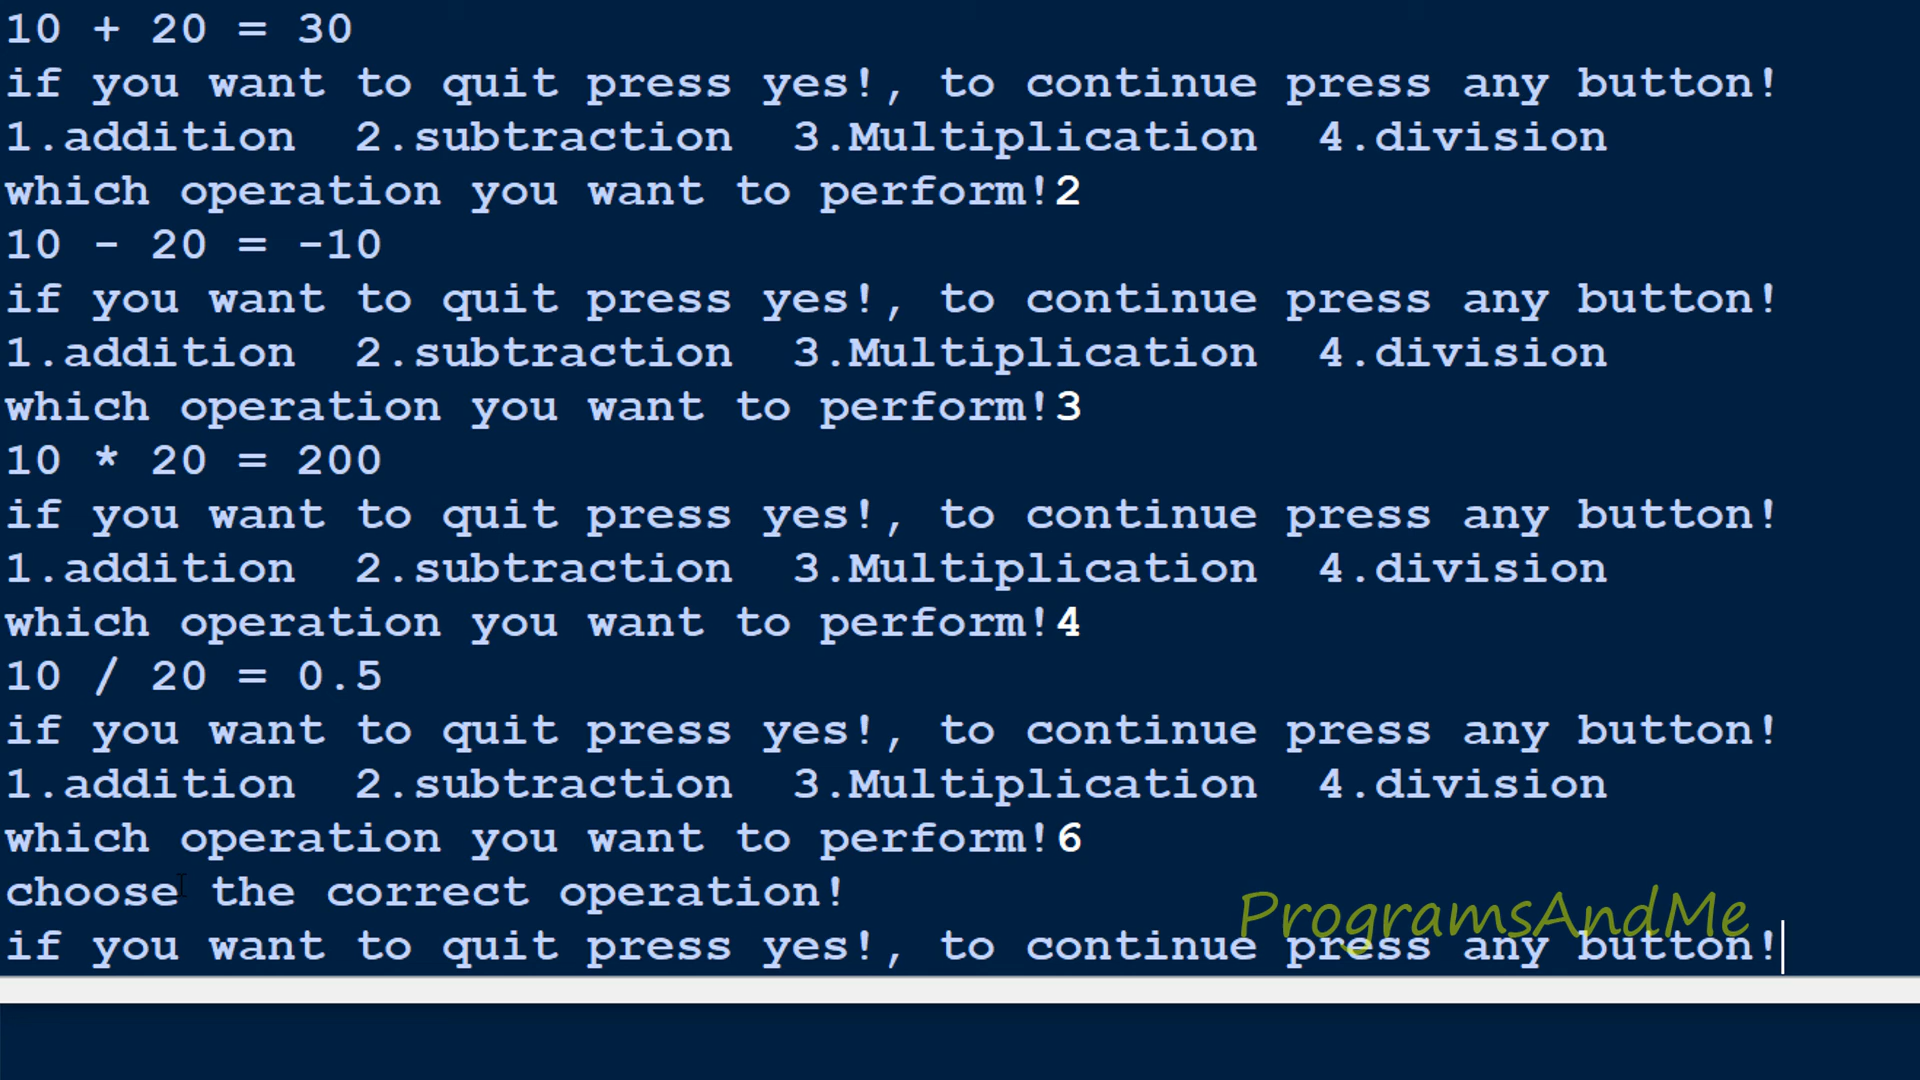 10 + 20 = 30
if you want to quit press yes!, to continue press any button!
1.addition  2.subtraction  3.Multiplication  4.division
which operation you want to perform!2
10 - 20 = -10
if you want to quit press yes!, to continue press any button!
1.addition  2.subtraction  3.Multiplication  4.division
which operation you want to perform!3
10 * 20 = 200
if you want to quit press yes!, to continue press any button!
1.addition  2.subtraction  3.Multiplication  4.division
which operation you want to perform!4
10 / 20 = 0.5
if you want to quit press yes!, to continue press any button!
1.addition  2.subtraction  3.Multiplication  4.division
which operation you want to perform!6
choose the correct operation!
ProgramsAndMe
if you want to quit press yes!, to continue press any button!